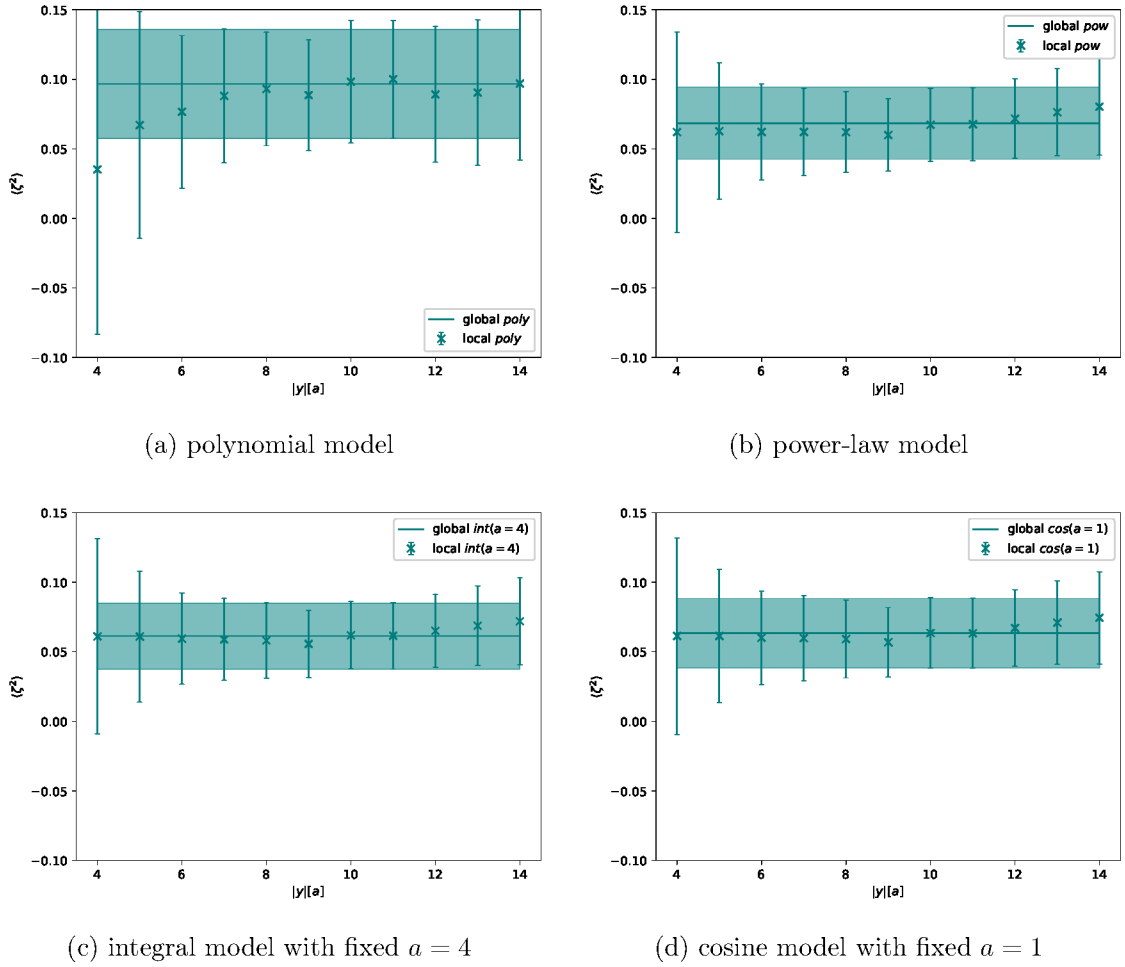 0.15
0.10
0.05
0.00
−0.05
−0.10
⟨ζ²⟩
4 6 8 10 12 14
|y|[a]
global poly
local poly
(a) polynomial model
0.15
0.10
0.05
0.00
−0.05
−0.10
⟨ζ²⟩
4 6 8 10 12 14
|y|[a]
global pow
local pow
(b) power-law model
0.15
0.10
0.05
0.00
−0.05
−0.10
⟨ζ²⟩
4 6 8 10 12 14
|y|[a]
global int(a = 4)
local int(a = 4)
(c) integral model with fixed a = 4
0.15
0.10
0.05
0.00
−0.05
−0.10
⟨ζ²⟩
4 6 8 10 12 14
|y|[a]
global cos(a = 1)
local cos(a = 1)
(d) cosine model with fixed a = 1